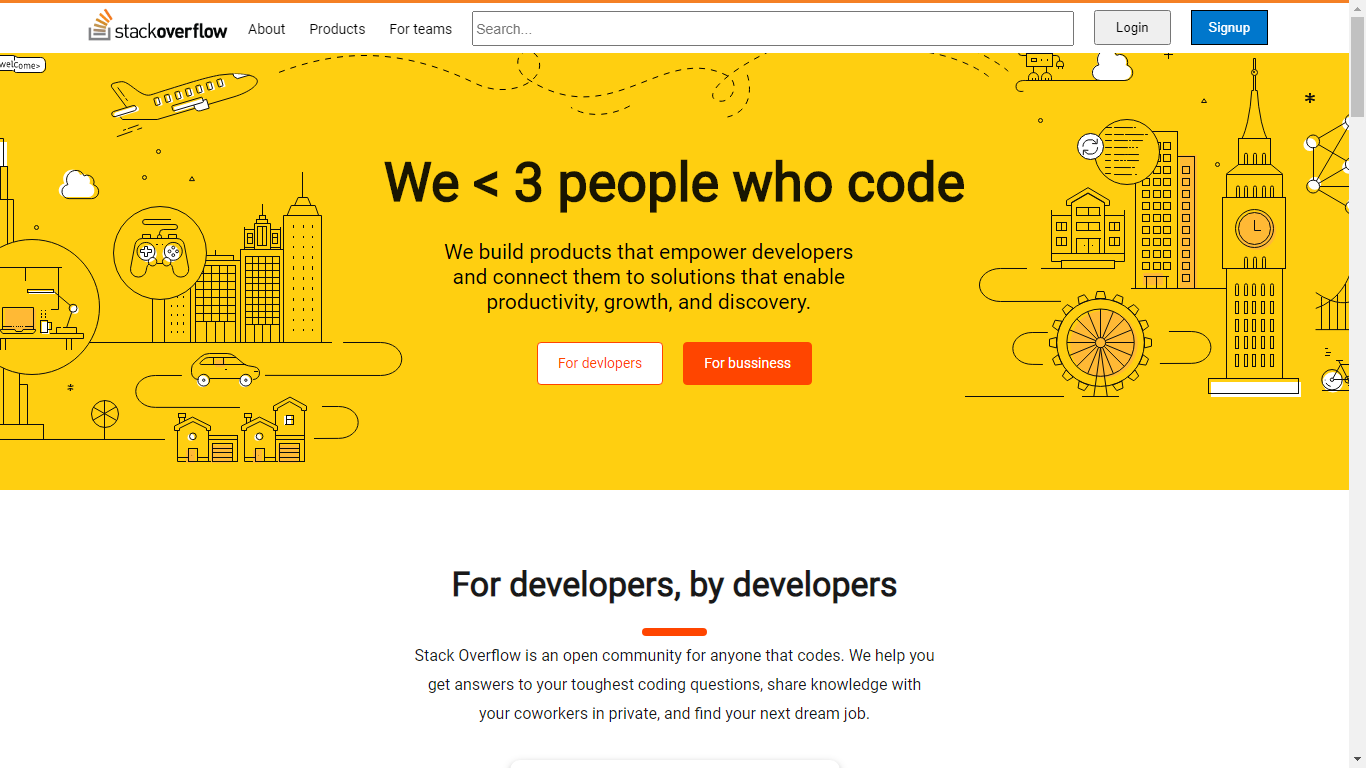 stackoverflow About Products For teams Search... Login Signup
welcome>
We < 3 people who code
We build products that empower developers
and connect them to solutions that enable
productivity, growth, and discovery.
For devlopers For bussiness
For developers, by developers
Stack Overflow is an open community for anyone that codes. We help you
get answers to your toughest coding questions, share knowledge with
your coworkers in private, and find your next dream job.